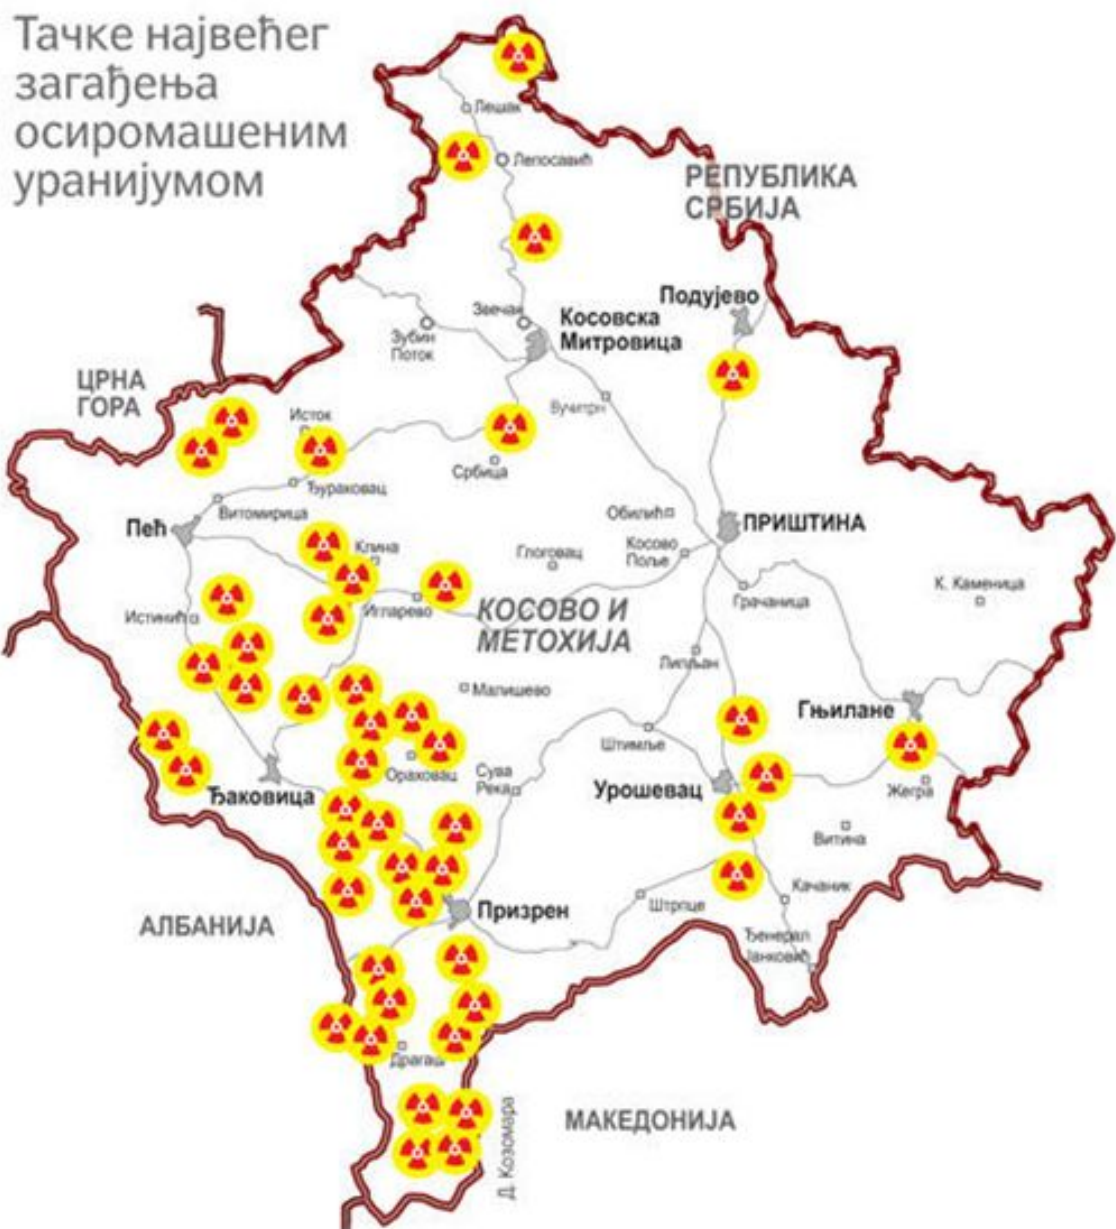 Тачке највећег
загађења
осиромашеним
уранијумом
Лешак
Лепосавић
РЕПУБЛИКА
СРБИЈА
Подујево
Звечан
Косовска
Митровица
Зубин
Поток
ЦРНА
ГОРА
Вучитрн
Исток
Србица
Ђураковац
Витомирица
Пећ
Обилић
ПРИШТИНА
Косово
Поље
Глоговац
Клина
К. Каменица
Грачаница
Истинић
Игларево
КОСОВО И
МЕТОХИЈА
Липљан
Малишево
Гњилане
Штимље
Ораховац
Сува
Река
Ђаковица
Урошевац
Жегра
Витина
Качаник
Штрпце
Призрен
АЛБАНИЈА
Ђенерал
Јанковић
Драгаш
Д. Козомара
МАКЕДОНИЈА